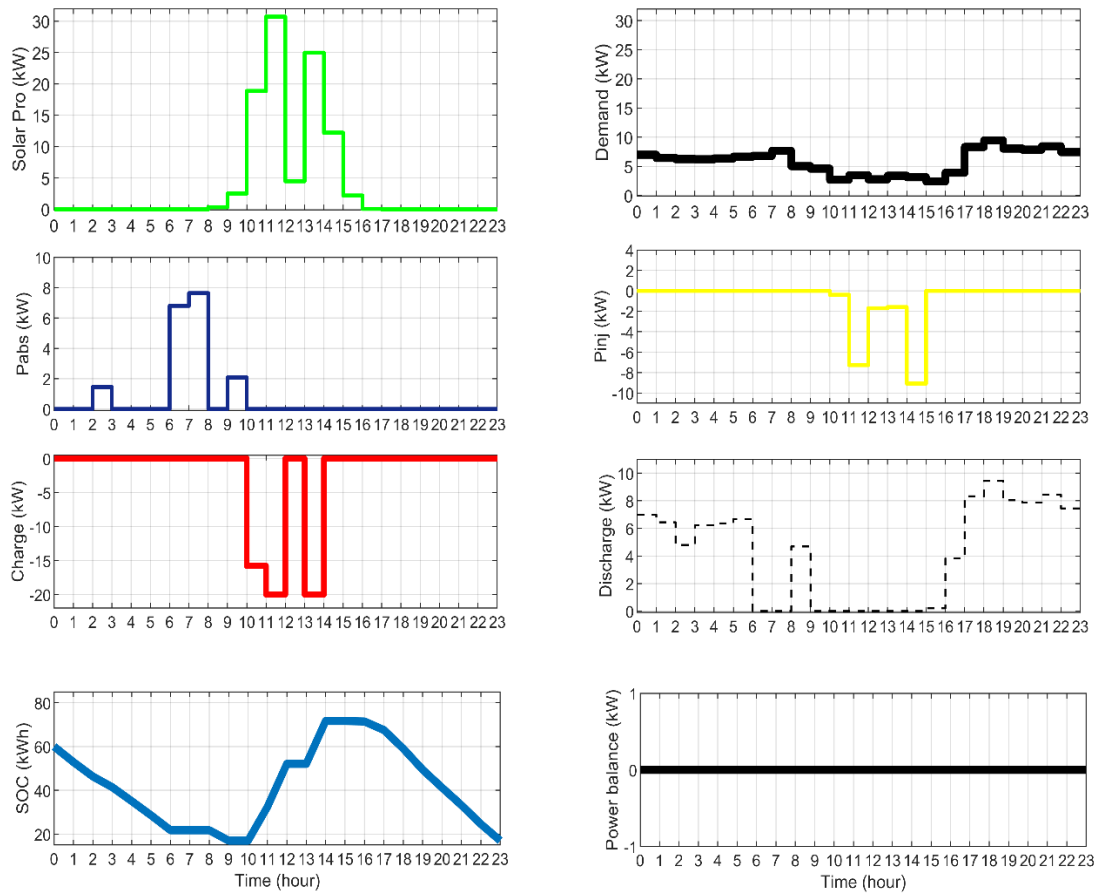 Solar Pro (kW)
30
25
20
15
10
5
0
0 1 2 3 4 5 6 7 8 9 10 11 12 13 14 15 16 17 18 19 20 21 22 23
Demand (kW)
30
25
20
15
10
5
0
0 1 2 3 4 5 6 7 8 9 10 11 12 13 14 15 16 17 18 19 20 21 22 23
Pabs (kW)
10
8
6
4
2
0
0 1 2 3 4 5 6 7 8 9 10 11 12 13 14 15 16 17 18 19 20 21 22 23
Pinj (kW)
4
2
0
-2
-4
-6
-8
-10
0 1 2 3 4 5 6 7 8 9 10 11 12 13 14 15 16 17 18 19 20 21 22 23
Charge (kW)
0
-5
-10
-15
-20
0 1 2 3 4 5 6 7 8 9 10 11 12 13 14 15 16 17 18 19 20 21 22 23
Discharge (kW)
10
8
6
4
2
0
0 1 2 3 4 5 6 7 8 9 10 11 12 13 14 15 16 17 18 19 20 21 22 23
SOC (kWh)
80
60
40
20
0 1 2 3 4 5 6 7 8 9 10 11 12 13 14 15 16 17 18 19 20 21 22 23
Time (hour)
Power balance (kW)
1
0
-1
0 1 2 3 4 5 6 7 8 9 10 11 12 13 14 15 16 17 18 19 20 21 22 23
Time (hour)